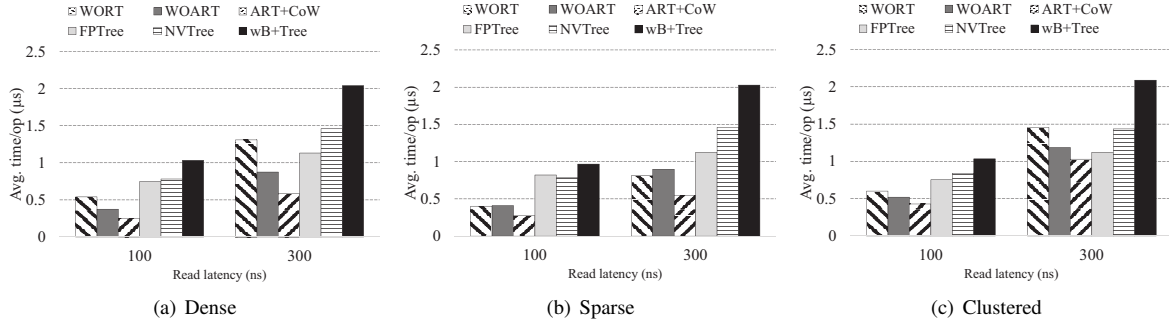 WORT WOART ART+CoW
FPTree NVTree wB+Tree
2.5
2
1.5
1
0.5
0
Avg. time/op (µs)
100 300
Read latency (ns)
(a) Dense
WORT WOART ART+CoW
FPTree NVTree wB+Tree
2.5
2
1.5
1
0.5
0
Avg. time/op (µs)
100 300
Read latency (ns)
(b) Sparse
WORT WOART ART+CoW
FPTree NVTree wB+Tree
2.5
2
1.5
1
0.5
0
Avg. time/op (µs)
100 300
Read latency (ns)
(c) Clustered